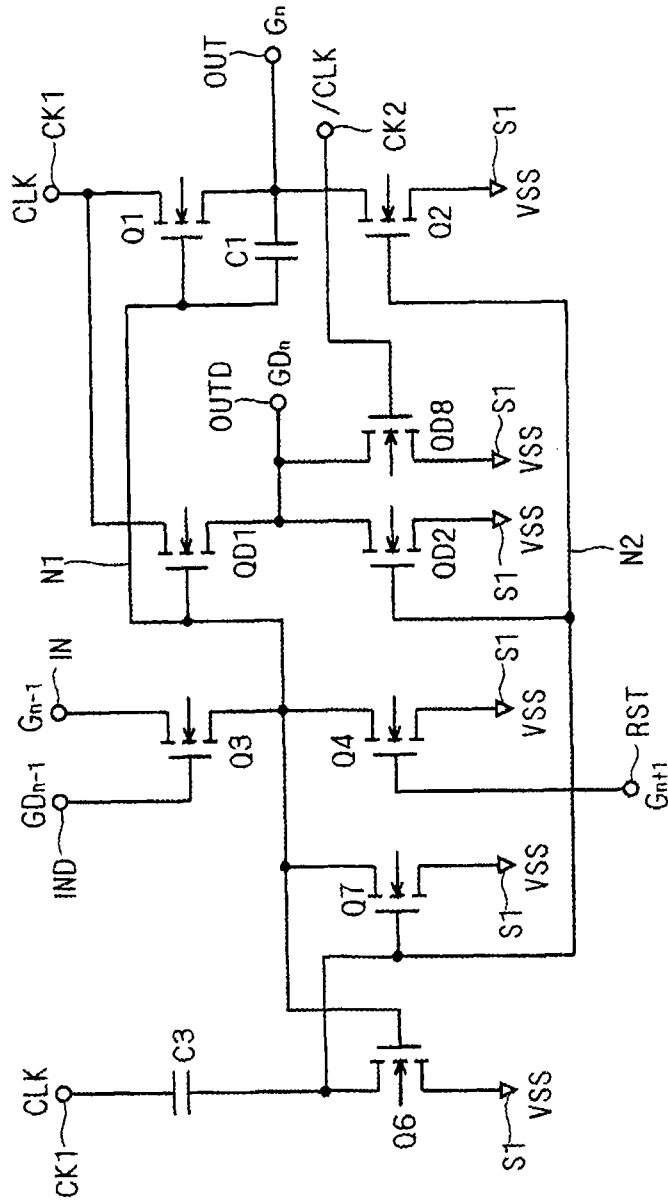 CLK
CK1
OUT
Gn
Q1
C1
/CLK
CK2
Q2
S1
VSS
OUTD
GDn
QD8
S1
VSS
N1
QD1
QD2
S1
VSS
N2
Gn-1
IN
GDn-1
IND
Q3
Q4
S1
VSS
RST
Gn+1
Q7
S1
VSS
CLK
CK1
C3
Q6
S1
VSS